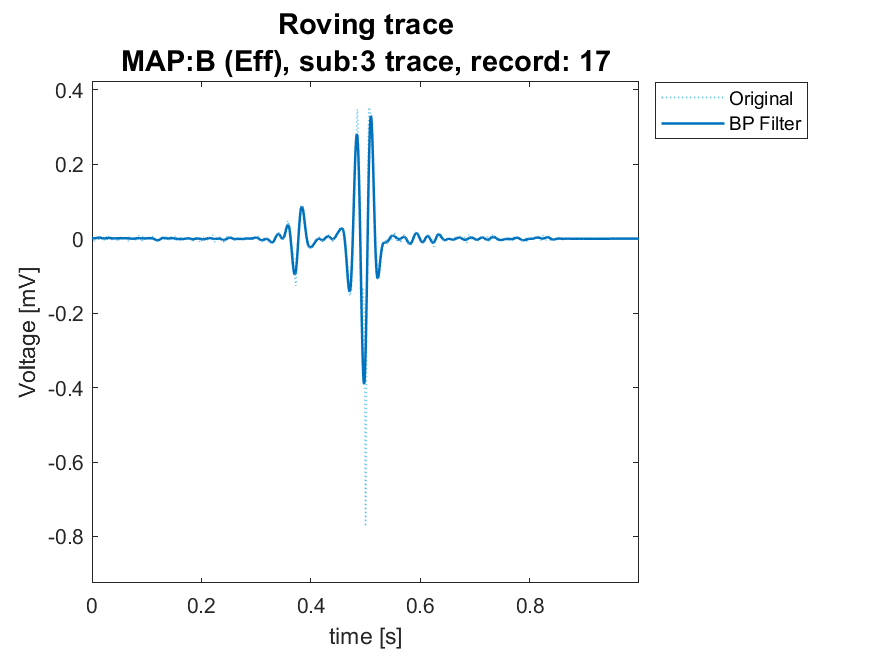 Roving trace
MAP:B (Eff), sub:3 trace, record: 17
Original
BP Filter
0.4
0.2
0
-0.2
-0.4
-0.6
-0.8
Voltage [mV]
0 0.2 0.4 0.6 0.8
time [s]